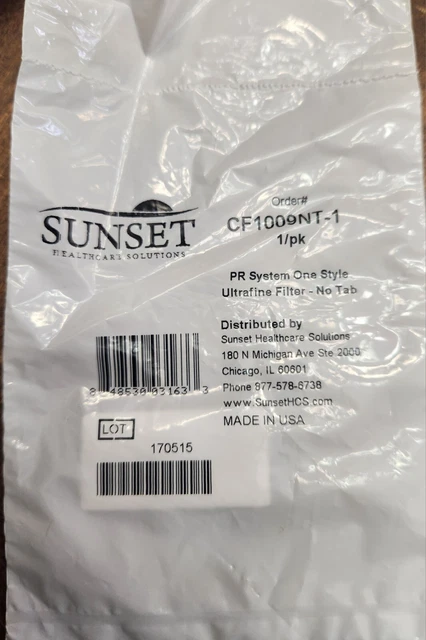 SUNSET
HEALTHCARE SOLUTIONS
Order#
CF1009NT-1
1/pk
PR System One Style
Ultrafine Filter - No Tab
Distributed by
Sunset Healthcare Solutions
180 N Michigan Ave Ste 2000
Chicago, IL 60601
Phone 877-578-6738
www.SunsetHCS.com
MADE IN USA
8 48530 03163 3
LOT
170515